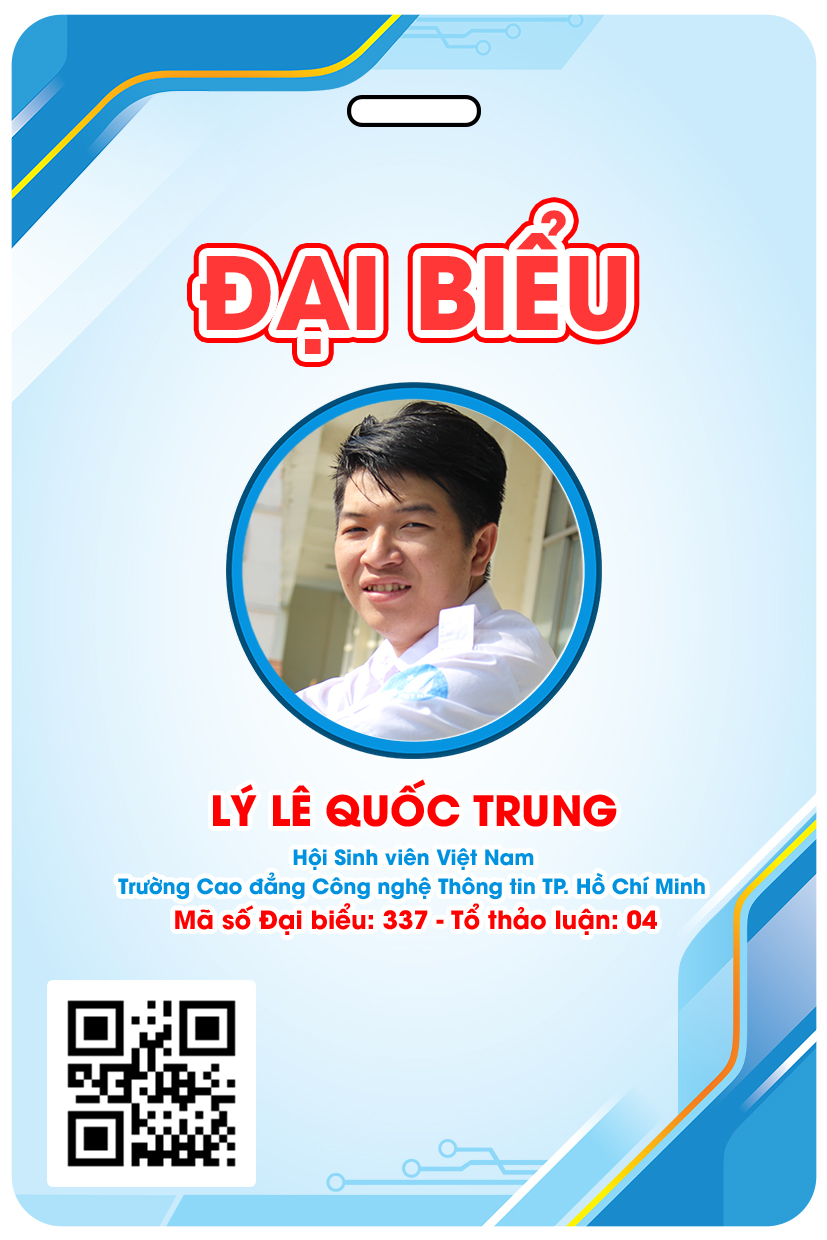 ĐẠI BIỂU
LÝ LÊ QUỐC TRUNG
Hội Sinh viên Việt Nam
Trường Cao đẳng Công nghệ Thông tin TP. Hồ Chí Minh
Mã số Đại biểu: 337 - Tổ thảo luận: 04